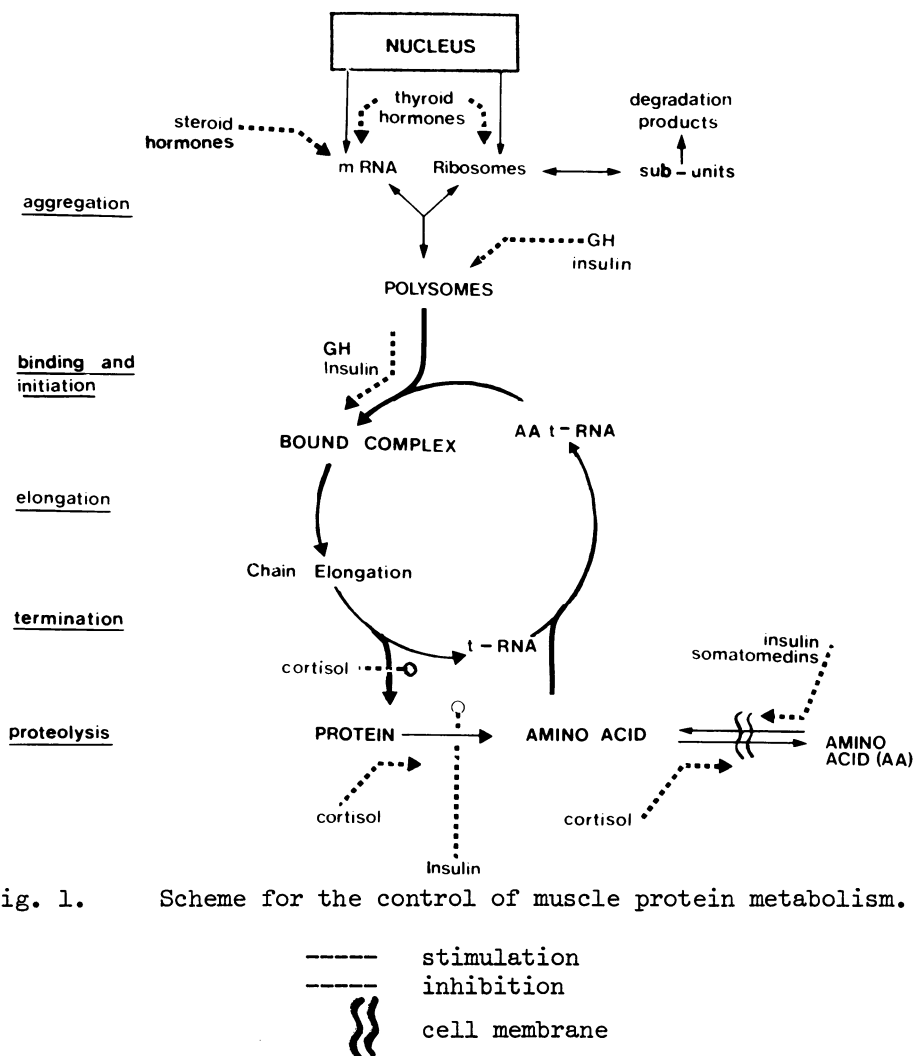 NUCLEUS
thyroid
hormones
degradation
products
steroid
hormones
m RNA
Ribosomes
sub-units
aggregation
GH
insulin
POLYSOMES
GH
Insulin
binding and
initiation
AA t-RNA
BOUND COMPLEX
elongation
Chain Elongation
termination
t-RNA
insulin
somatomedins
cortisol
proteolysis
PROTEIN
AMINO ACID
AMINO
ACID (AA)
cortisol
cortisol
Insulin
ig. 1. Scheme for the control of muscle protein metabolism.
stimulation
inhibition
cell membrane